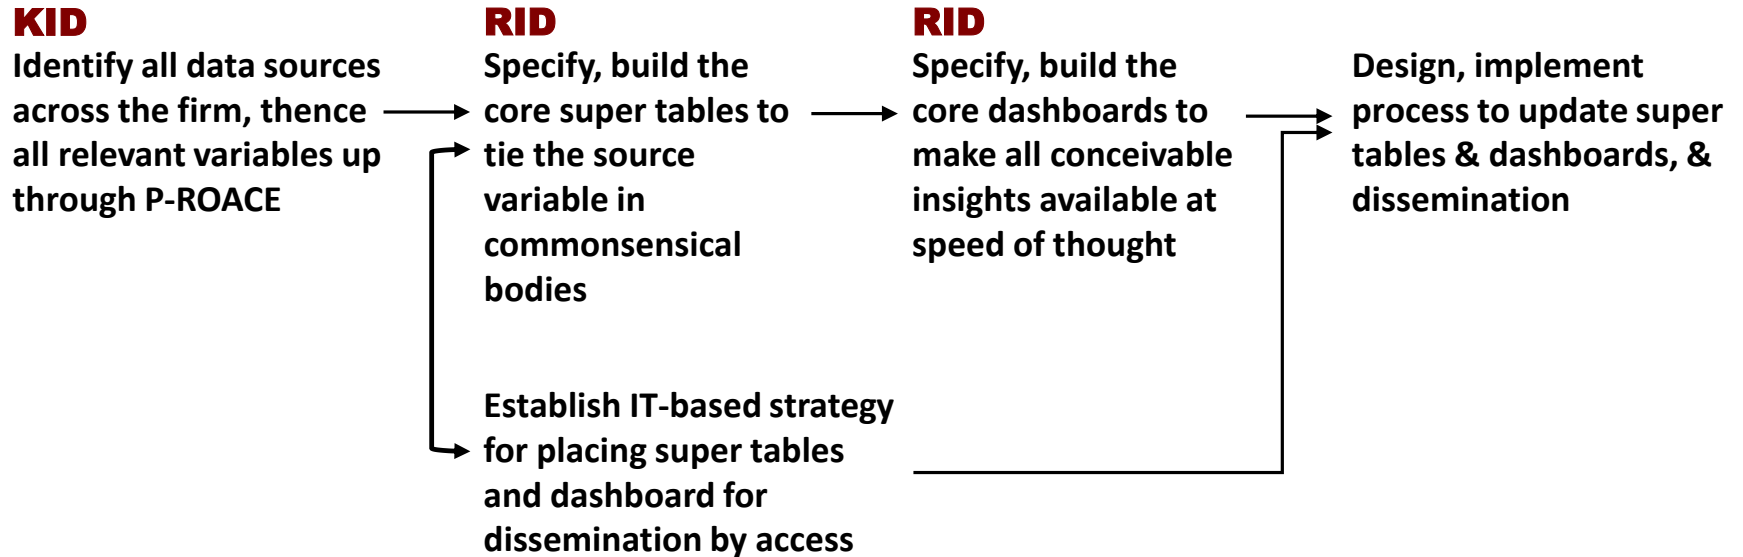 KID
Identify all data sources
across the firm, thence
all relevant variables up
through P-ROACE
RID
Specify, build the
core super tables to
tie the source
variable in
commonsensical
bodies
RID
Specify, build the
core dashboards to
make all conceivable
insights available at
speed of thought
Design, implement
process to update super
tables & dashboards, &
dissemination
Establish IT-based strategy
for placing super tables
and dashboard for
dissemination by access